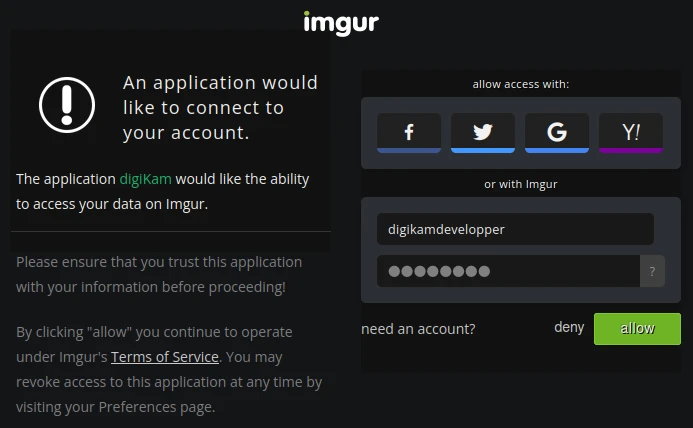 imgur
An application would
like to connect to
your account.
The application digiKam would like the ability
to access your data on Imgur.
Please ensure that you trust this application
with your information before proceeding!
By clicking "allow" you continue to operate
under Imgur's Terms of Service. You may
revoke access to this application at any time by
visiting your Preferences page.
allow access with:
f G Y!
or with Imgur
digikamdevelopper
●●●●●●●● ?
need an account? deny allow